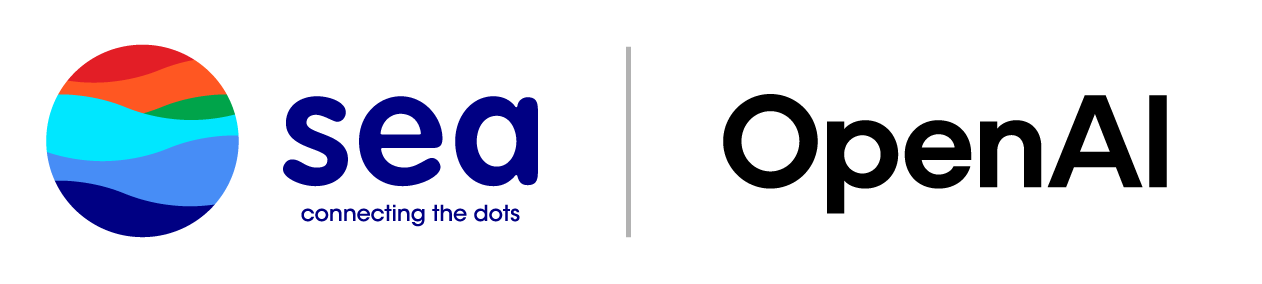 sea
connecting the dots
OpenAI